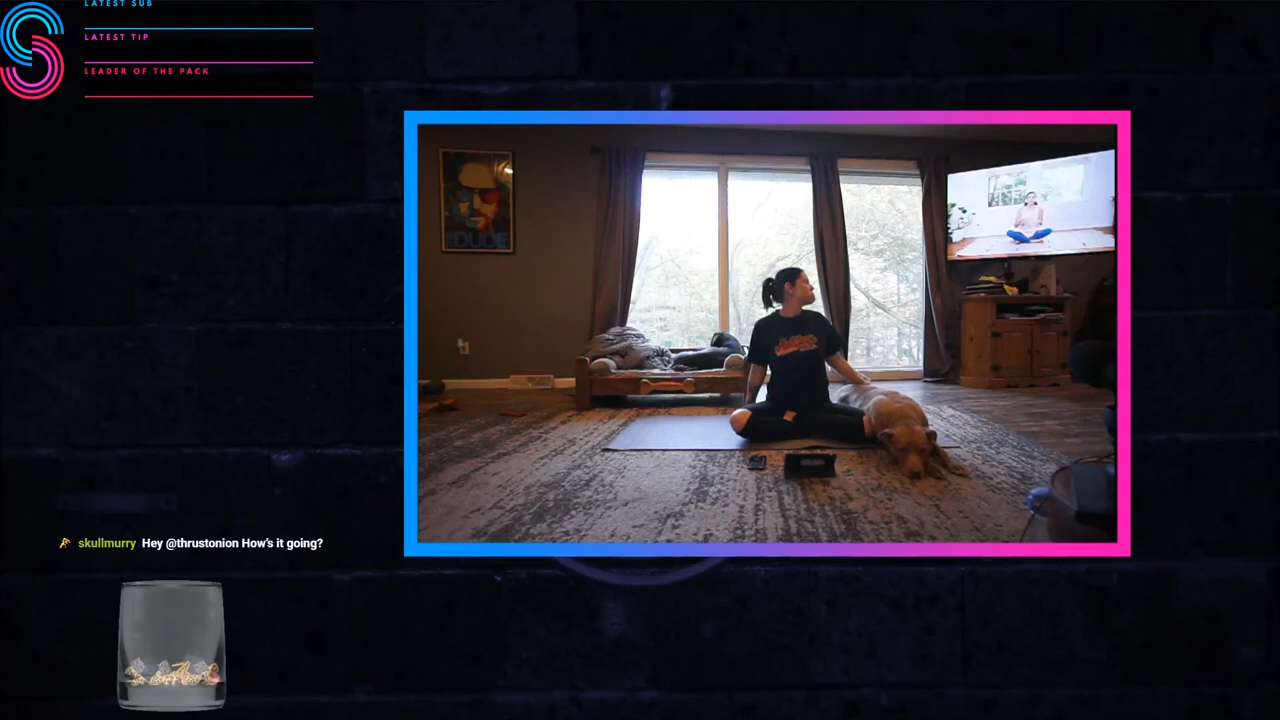 LATEST SUB
LATEST TIP
LEADER OF THE PACK
DUDE
skullmurry Hey @thrustonion How's it going?